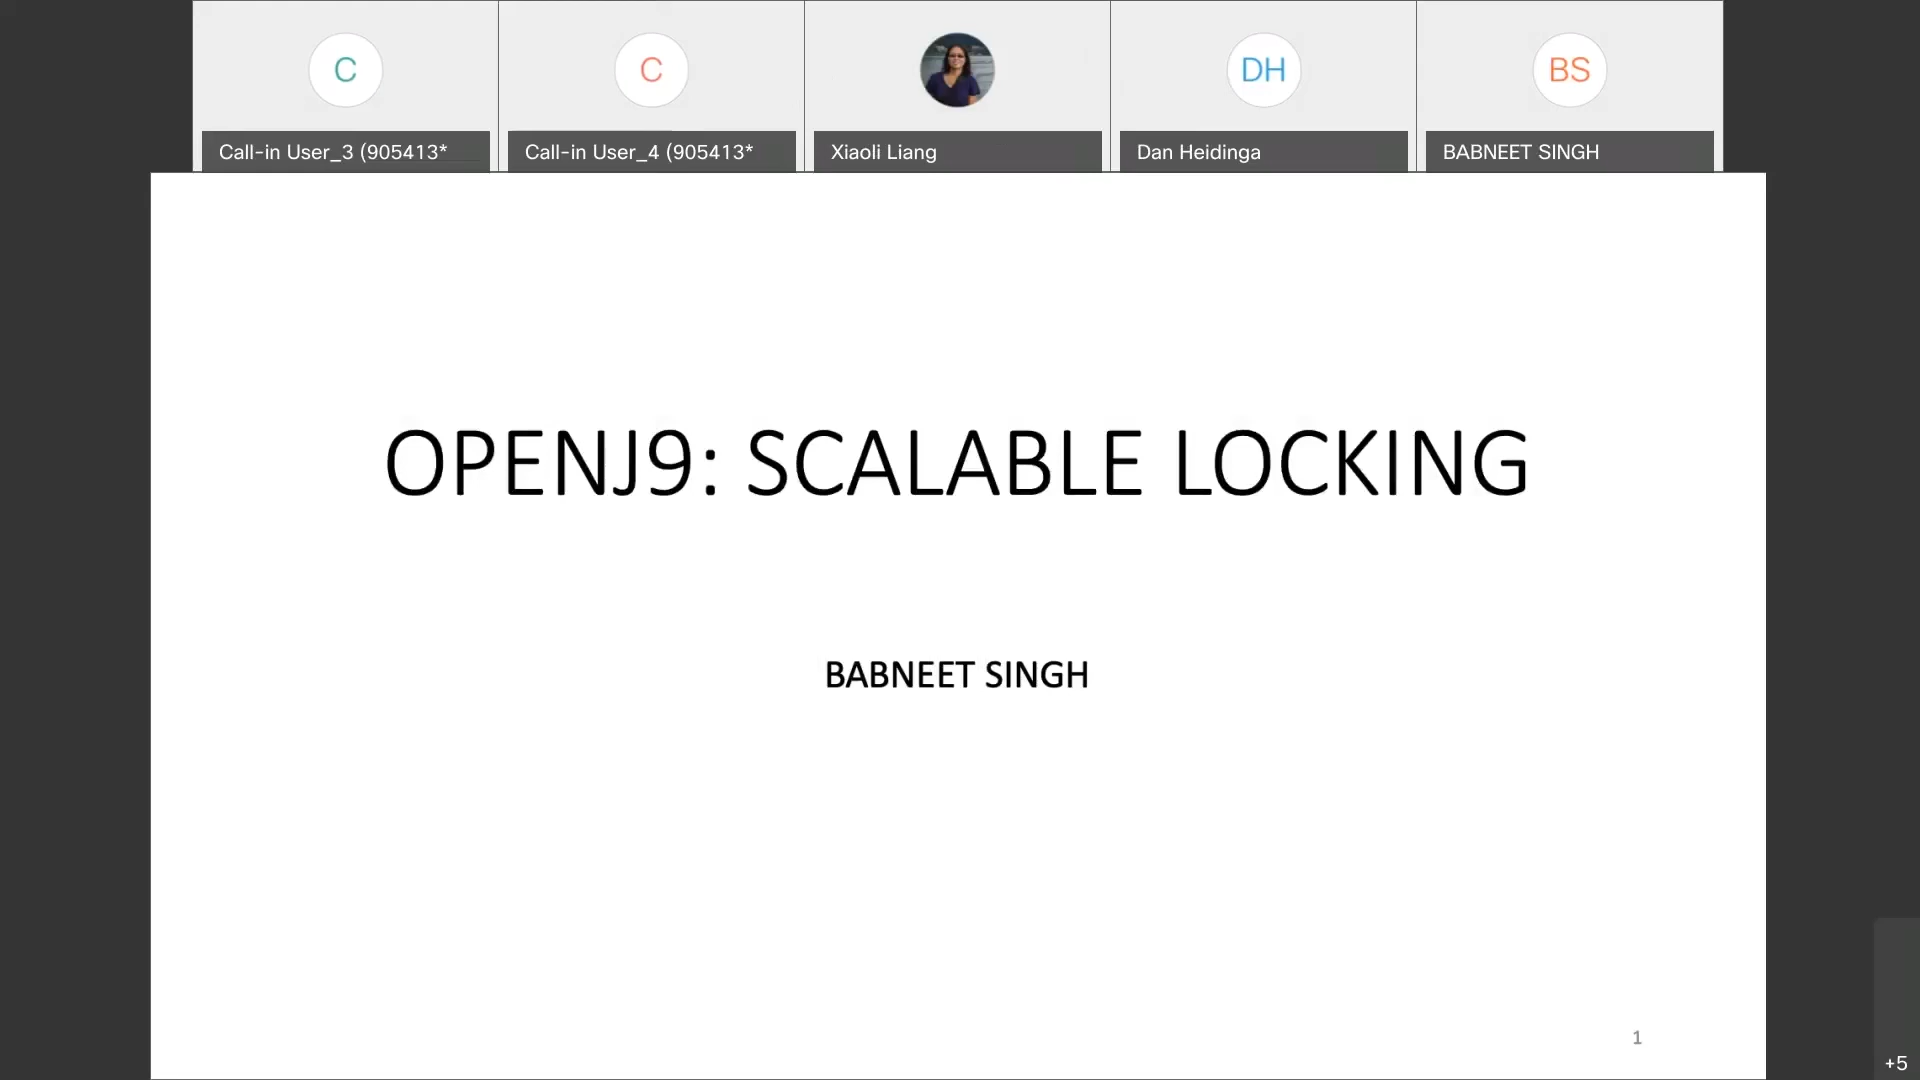 C
C
DH
BS
Call-in User_3 (905413*
Call-in User_4 (905413*
Xiaoli Liang
Dan Heidinga
BABNEET SINGH
OPENJ9: SCALABLE LOCKING
BABNEET SINGH
1
+5